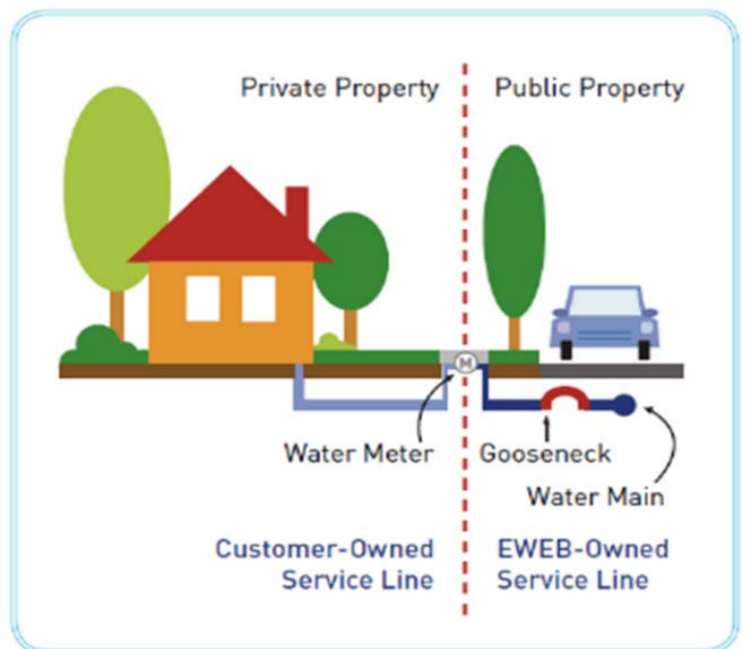 Private Property
Public Property
M
Water Meter
Gooseneck
Water Main
Customer-Owned
Service Line
EWEB-Owned
Service Line